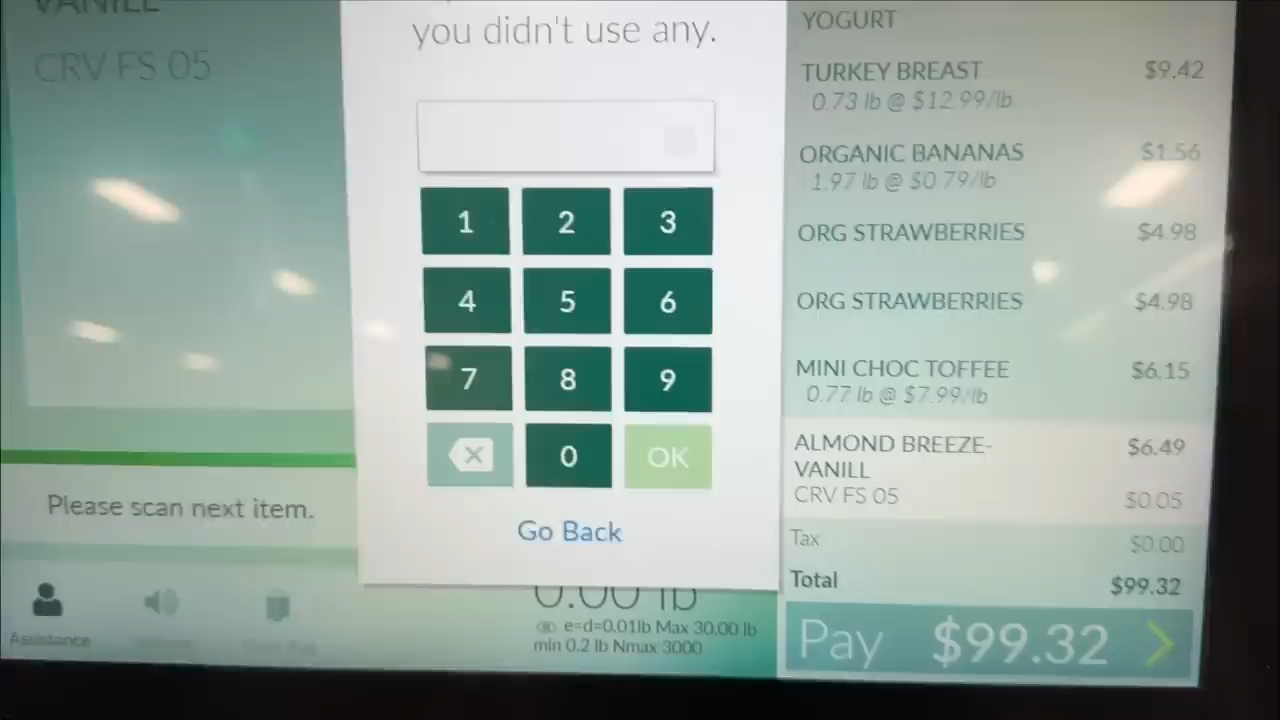 VANILL
CRV FS 05
Please scan next item.
Assistance
you didn't use any.
1 2 3
4 5 6
7 8 9
0 OK
Go Back
0.00 lb
e=d=0.01lb Max 30.00 lb
min 0.2 lb Nmax 3000
YOGURT
TURKEY BREAST $9.42
0.73 lb @ $12.99/lb
ORGANIC BANANAS $1.56
1.97 lb @ $0.79/lb
ORG STRAWBERRIES $4.98
ORG STRAWBERRIES $4.98
MINI CHOC TOFFEE $6.15
0.77 lb @ $7.99/lb
ALMOND BREEZE- $6.49
VANILL
CRV FS 05 $0.05
Tax $0.00
Total $99.32
Pay $99.32